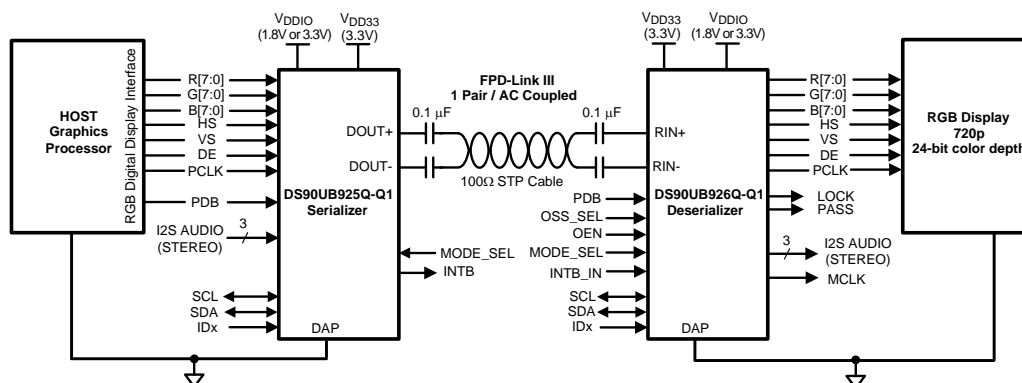 VDDIO
(1.8V or 3.3V)
VDD33
(3.3V)
VDD33
(3.3V)
VDDIO
(1.8V or 3.3V)
HOST
Graphics
Processor
RGB Digital Display Interface
R[7:0]
G[7:0]
B[7:0]
HS
VS
DE
PCLK
PDB
I2S AUDIO
(STEREO)
3
SCL
SDA
IDx
DOUT+
DOUT-
DS90UB925Q-Q1
Serializer
DAP
MODE_SEL
INTB
FPD-Link III
1 Pair / AC Coupled
0.1 μF
0.1 μF
100Ω STP Cable
PDB
OSS_SEL
OEN
MODE_SEL
INTB_IN
SCL
SDA
IDx
RIN+
RIN-
DS90UB926Q-Q1
Deserializer
DAP
R[7:0]
G[7:0]
B[7:0]
HS
VS
DE
PCLK
LOCK
PASS
3
I2S AUDIO
(STEREO)
MCLK
RGB Display
720p
24-bit color depth